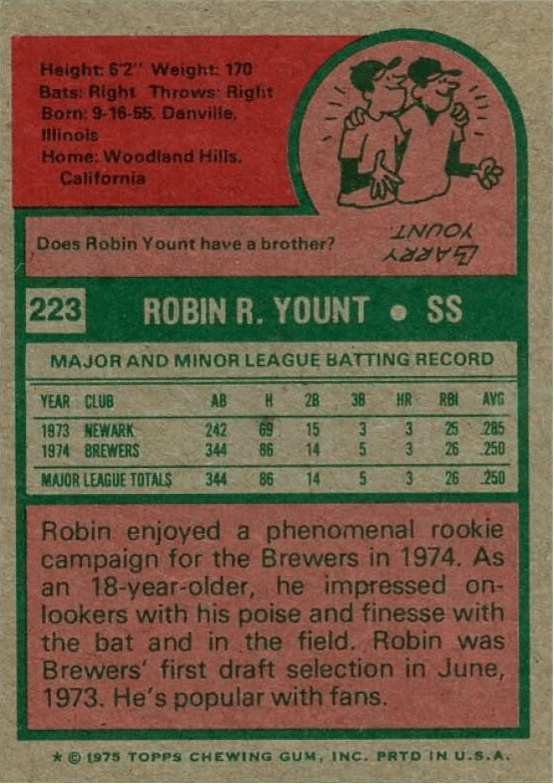 Height: 6'2" Weight: 170
Bats: Right Throws: Right
Born: 9-16-55, Danville,
Illinois
Home: Woodland Hills,
California
Does Robin Yount have a brother?
LARRY
YOUNT.
223 ROBIN R. YOUNT • SS
MAJOR AND MINOR LEAGUE BATTING RECORD
YEAR CLUB AB H 2B 3B HR RBI AVG
1973 NEWARK 242 69 15 3 3 25 .285
1974 BREWERS 344 86 14 5 3 26 .250
MAJOR LEAGUE TOTALS 344 86 14 5 3 26 .250
Robin enjoyed a phenomenal rookie
campaign for the Brewers in 1974. As
an 18-year-older, he impressed on-
lookers with his poise and finesse with
the bat and in the field. Robin was
Brewers' first draft selection in June,
1973. He's popular with fans.
* © 1975 TOPPS CHEWING GUM, INC. PRTD IN U.S.A.